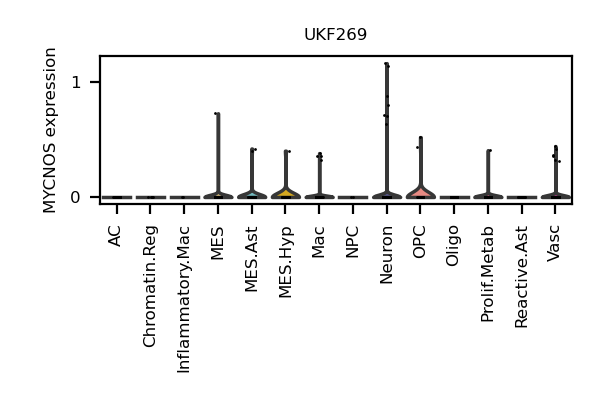 UKF269
MYCNOS expression
1
0
AC
Chromatin.Reg
Inflammatory.Mac
MES
MES.Ast
MES.Hyp
Mac
NPC
Neuron
OPC
Oligo
Prolif.Metab
Reactive.Ast
Vasc